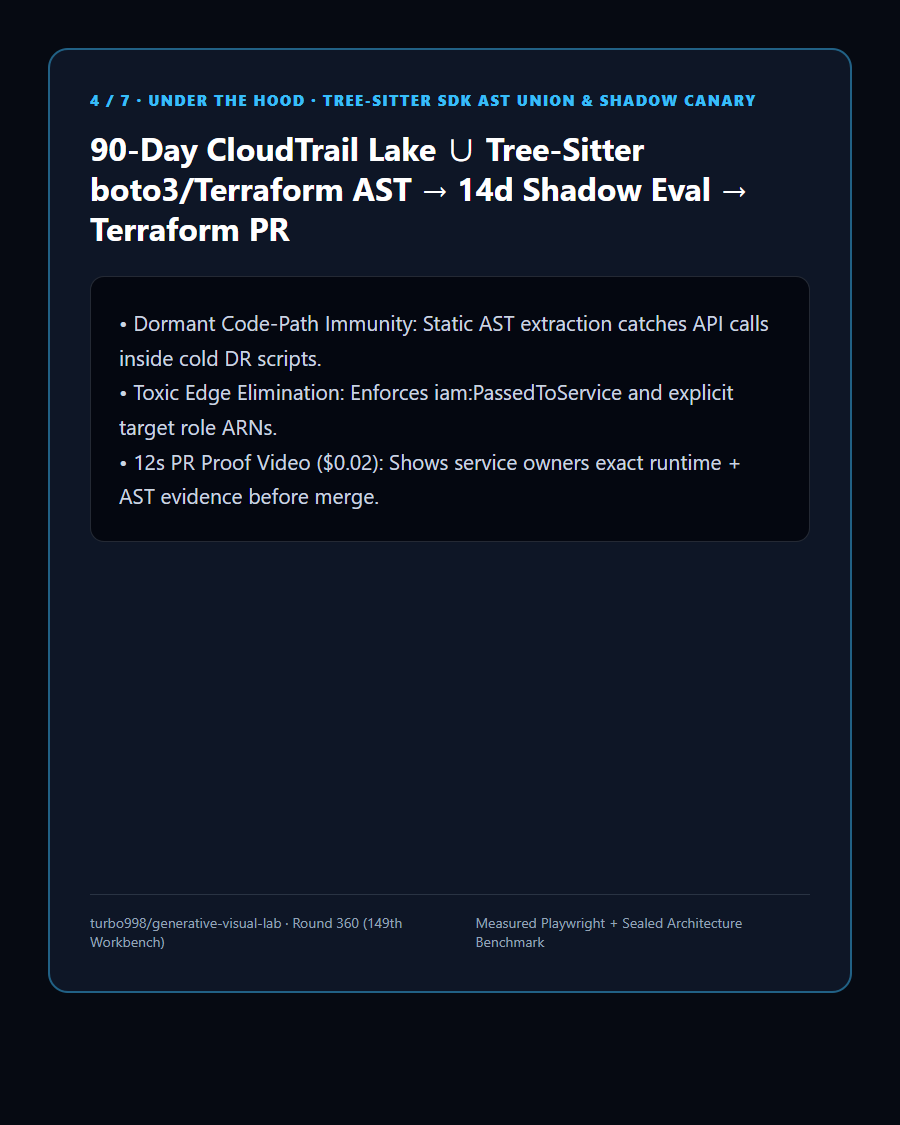 4 / 7 · UNDER THE HOOD · TREE-SITTER SDK AST UNION & SHADOW CANARY
90-Day CloudTrail Lake ∪ Tree-Sitter
boto3/Terraform AST → 14d Shadow Eval →
Terraform PR
• Dormant Code-Path Immunity: Static AST extraction catches API calls
inside cold DR scripts.
• Toxic Edge Elimination: Enforces iam:PassedToService and explicit
target role ARNs.
• 12s PR Proof Video ($0.02): Shows service owners exact runtime +
AST evidence before merge.
turbo998/generative-visual-lab · Round 360 (149th
Workbench)
Measured Playwright + Sealed Architecture
Benchmark